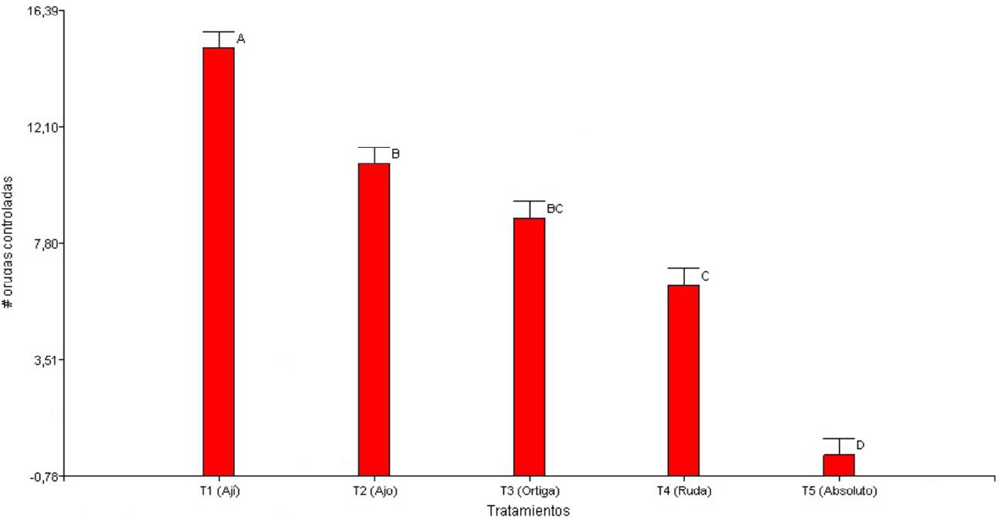 16,39
12,10
7,80
3,51
-0,78
# orugas controladas
A
B
BC
C
D
T1 (Ají)
T2 (Ajo)
T3 (Ortiga)
T4 (Ruda)
T5 (Absoluto)
Tratamientos